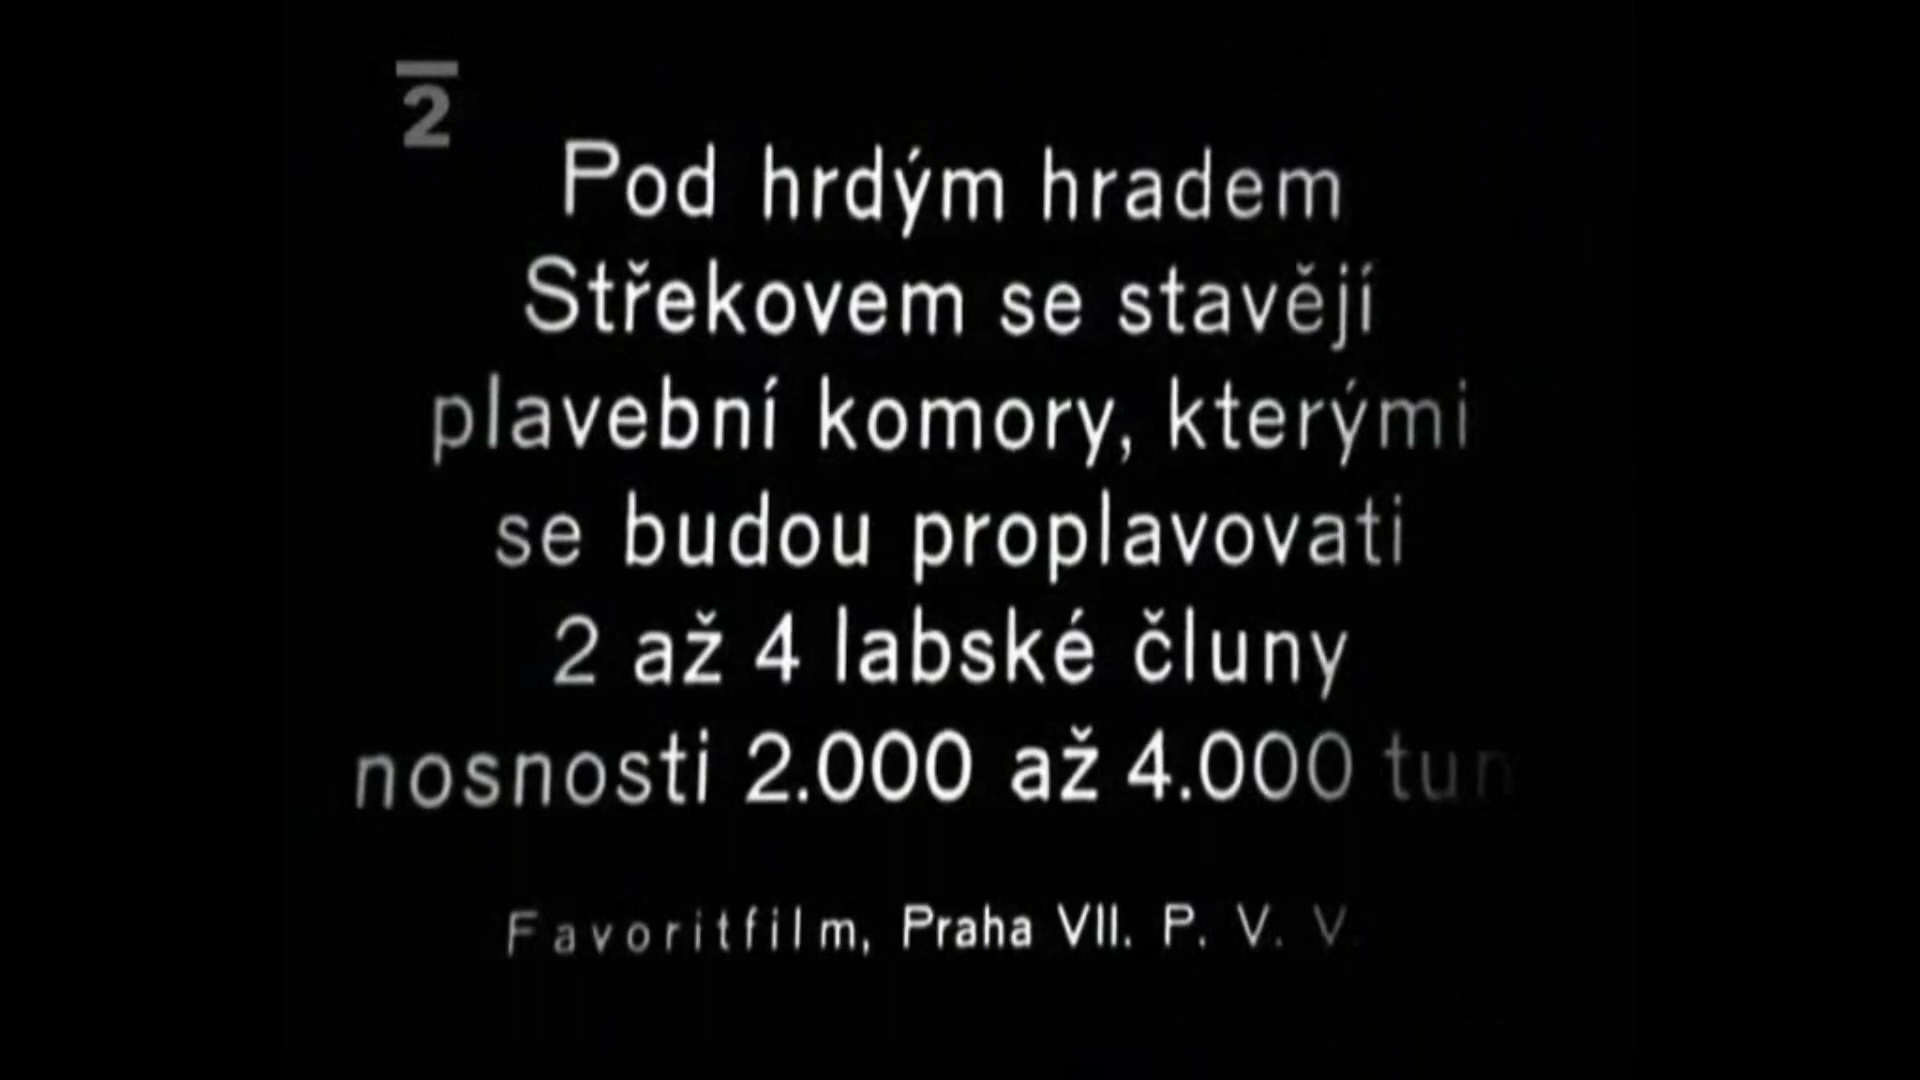 2
Pod hrdým hradem
Střekovem se stavějí
plavební komory, kterými
se budou proplavovati
2 až 4 labské čluny
nosnosti 2.000 až 4.000 tun
Favoritfilm, Praha VII. P. V. V.